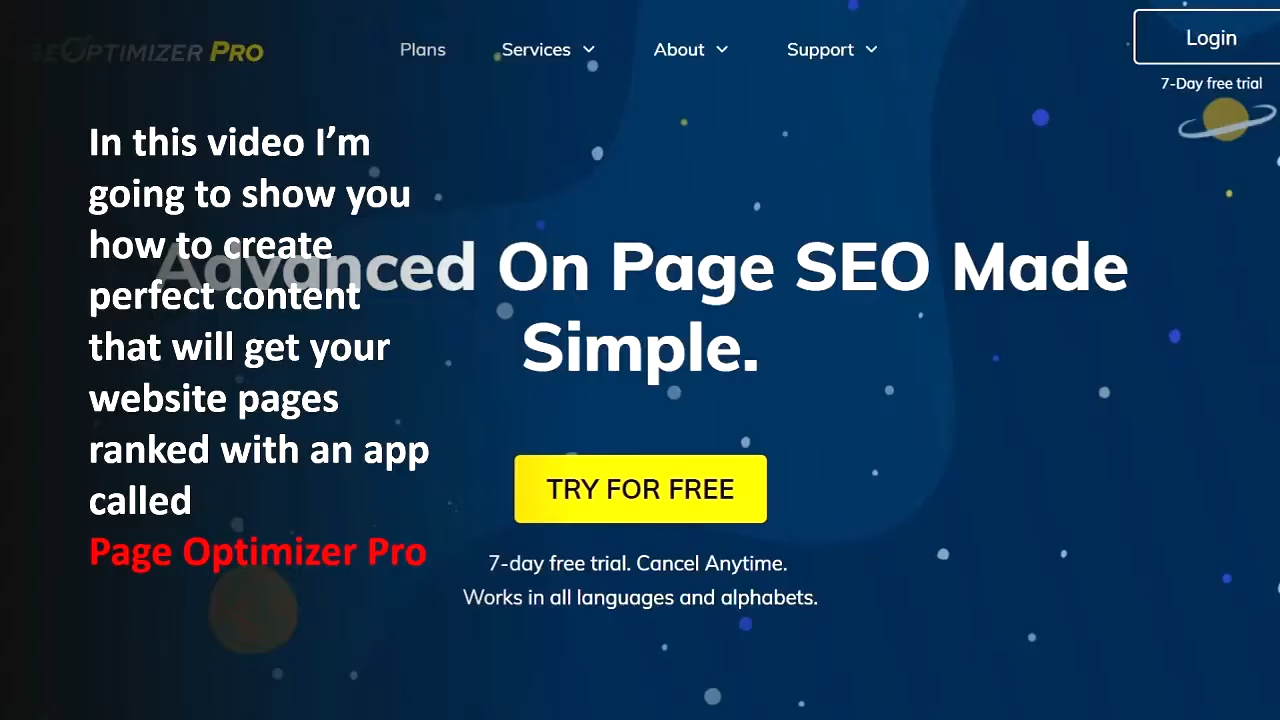 OPTIMIZER PRO
Plans
Services
About
Support
Login
7-Day free trial
In this video I’m
going to show you
how to create
perfect content
that will get your
website pages
ranked with an app
called
Page Optimizer Pro
Advanced On Page SEO Made
Simple.
TRY FOR FREE
7-day free trial. Cancel Anytime.
Works in all languages and alphabets.